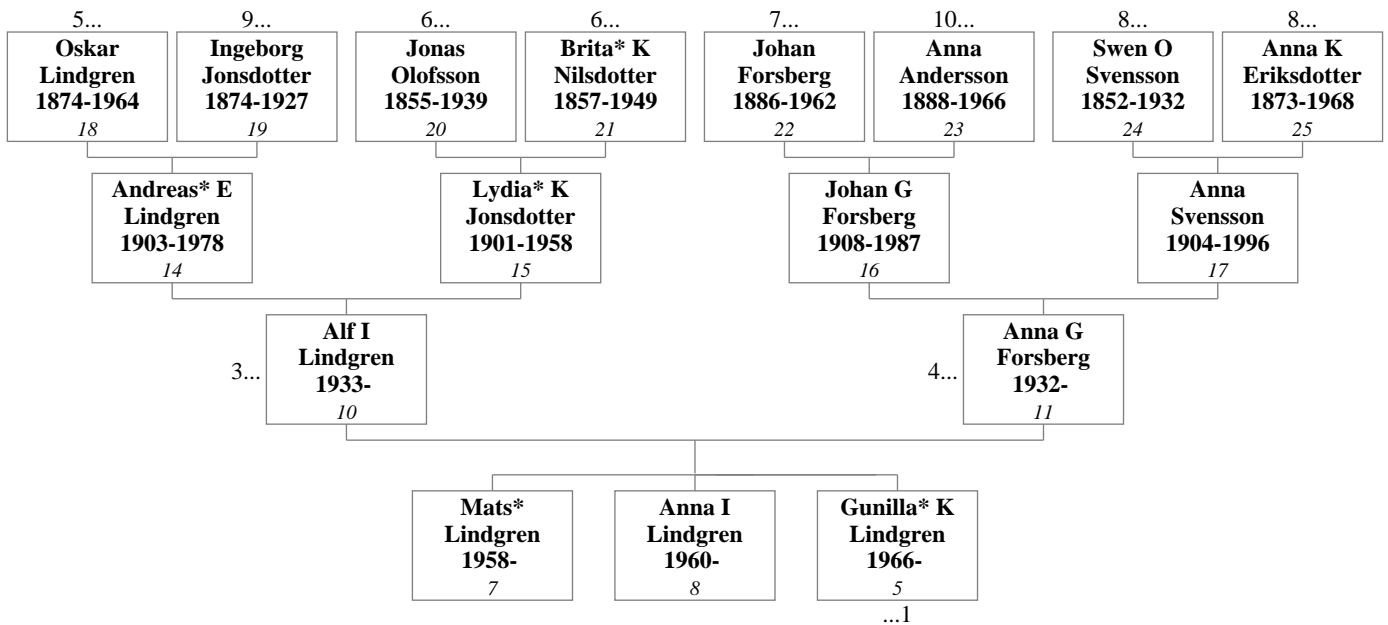 5...
9...
6...
6...
7...
10...
8...
8...
Oskar
Lindgren
1874-1964
18
Ingeborg
Jonsdotter
1874-1927
19
Jonas
Olofsson
1855-1939
20
Brita* K
Nilsdotter
1857-1949
21
Johan
Forsberg
1886-1962
22
Anna
Andersson
1888-1966
23
Swen O
Svensson
1852-1932
24
Anna K
Eriksdotter
1873-1968
25
Andreas* E
Lindgren
1903-1978
14
Lydia* K
Jonsdotter
1901-1958
15
Johan G
Forsberg
1908-1987
16
Anna
Svensson
1904-1996
17
3...
Alf I
Lindgren
1933-
10
4...
Anna G
Forsberg
1932-
11
Mats*
Lindgren
1958-
7
Anna I
Lindgren
1960-
8
Gunilla* K
Lindgren
1966-
5
...1